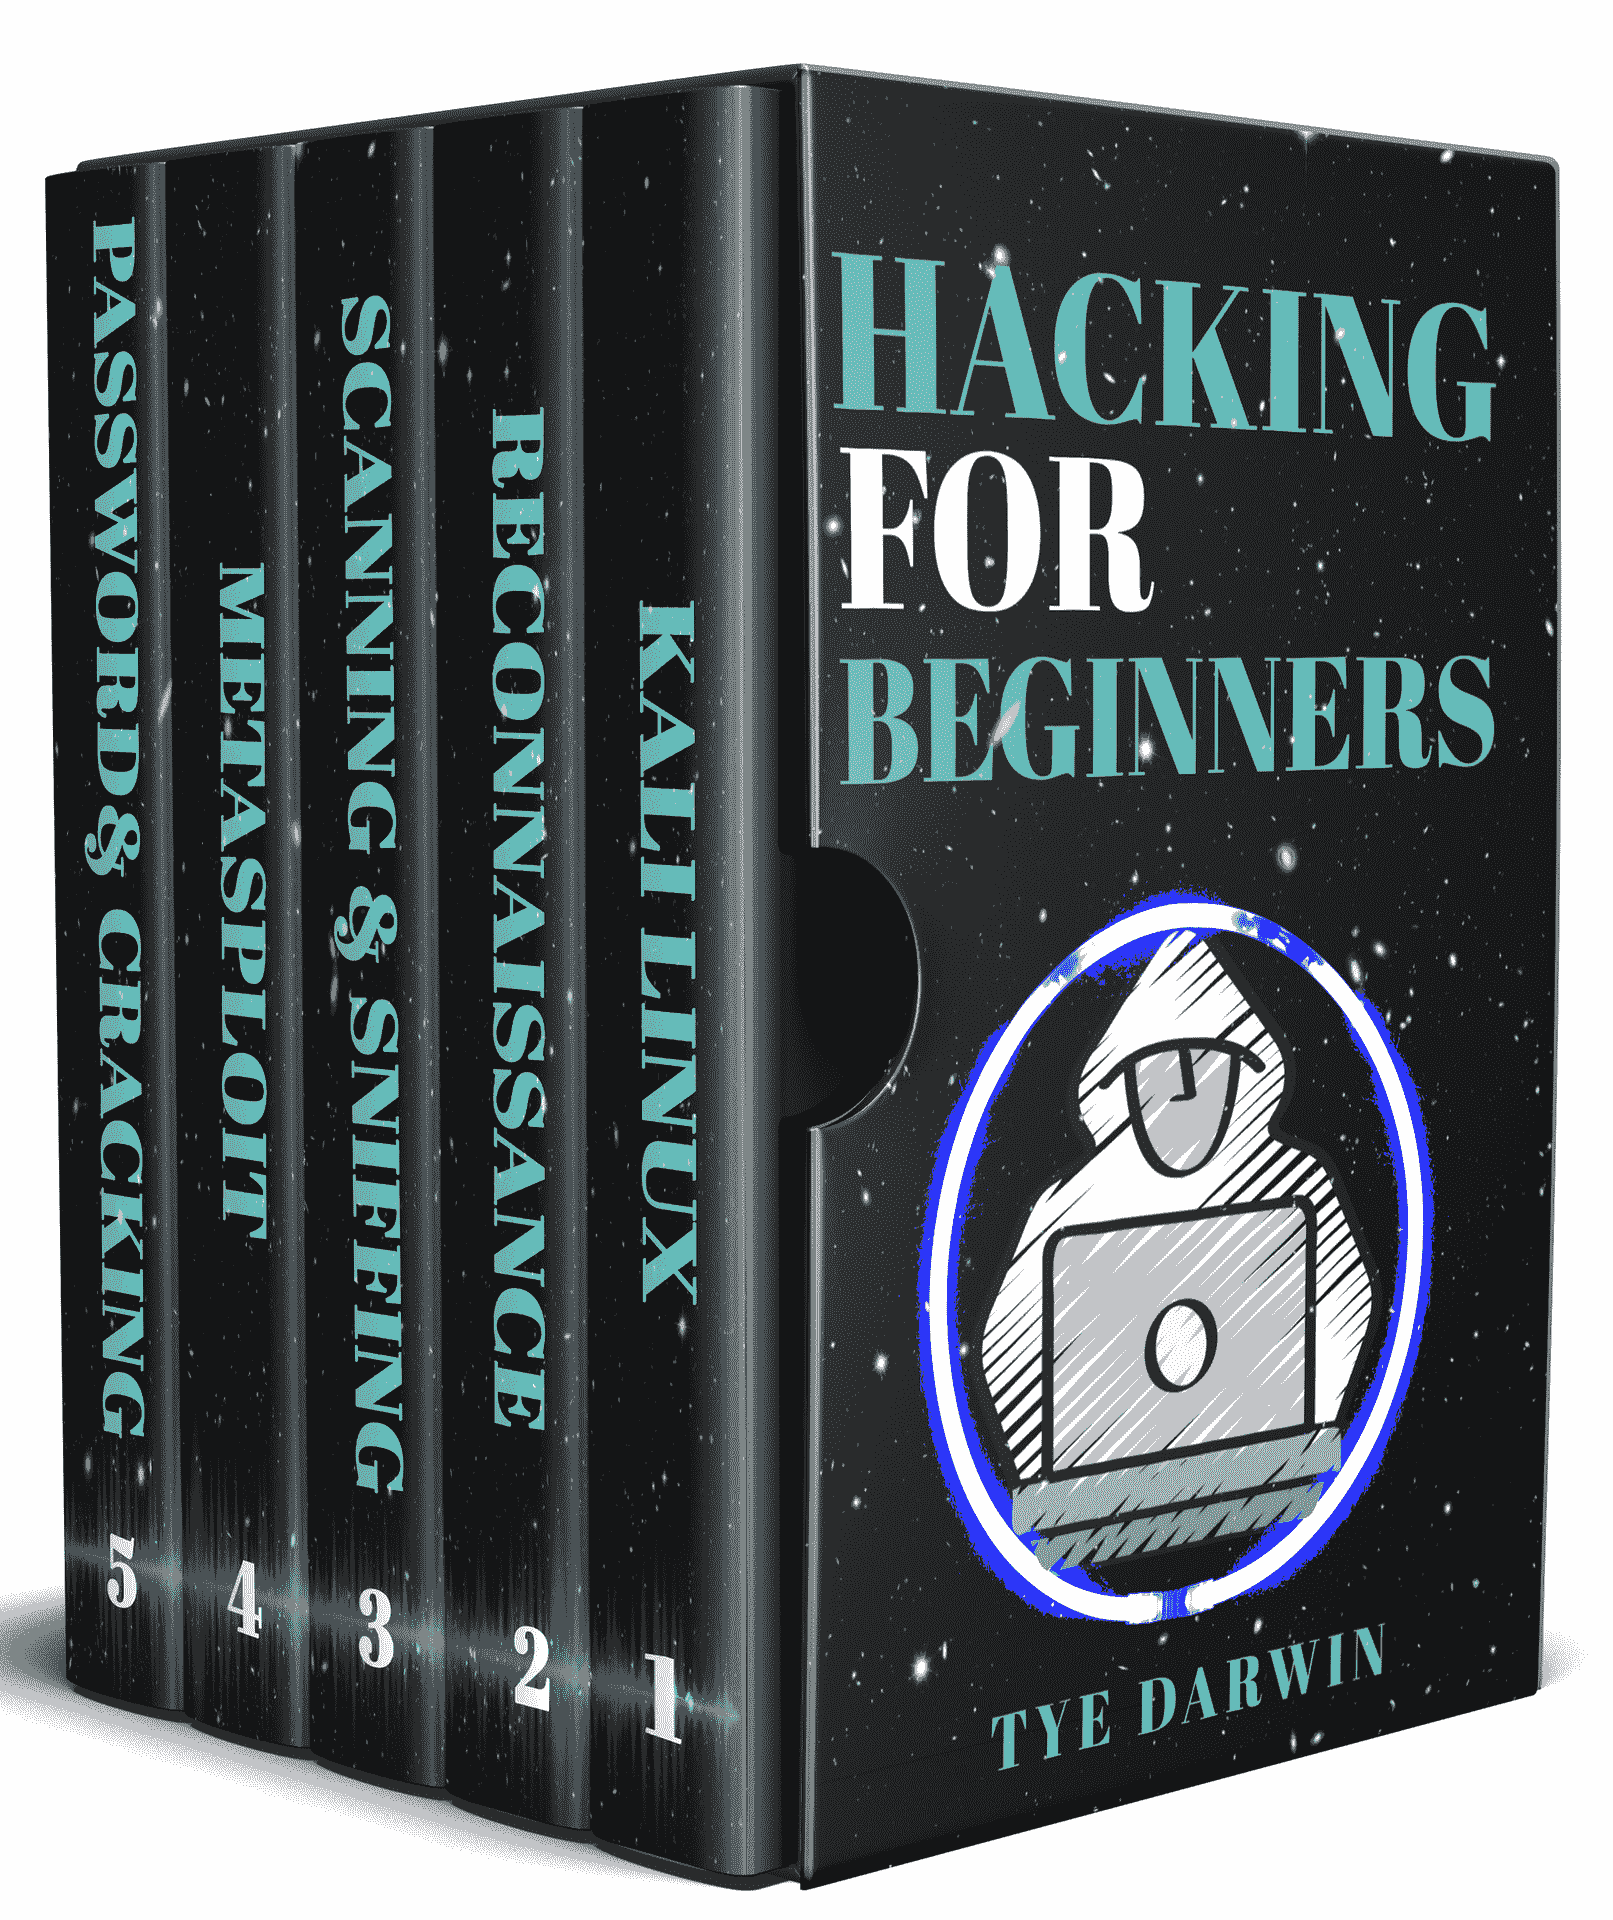 PASSWORD& CRACKING
5
METASPLOIT
4
SCANNING & SNIFFING
3
RECONNAISSANCE
2
KALI LINUX
1
HACKING
FOR
BEGINNERS
TYE DARWIN